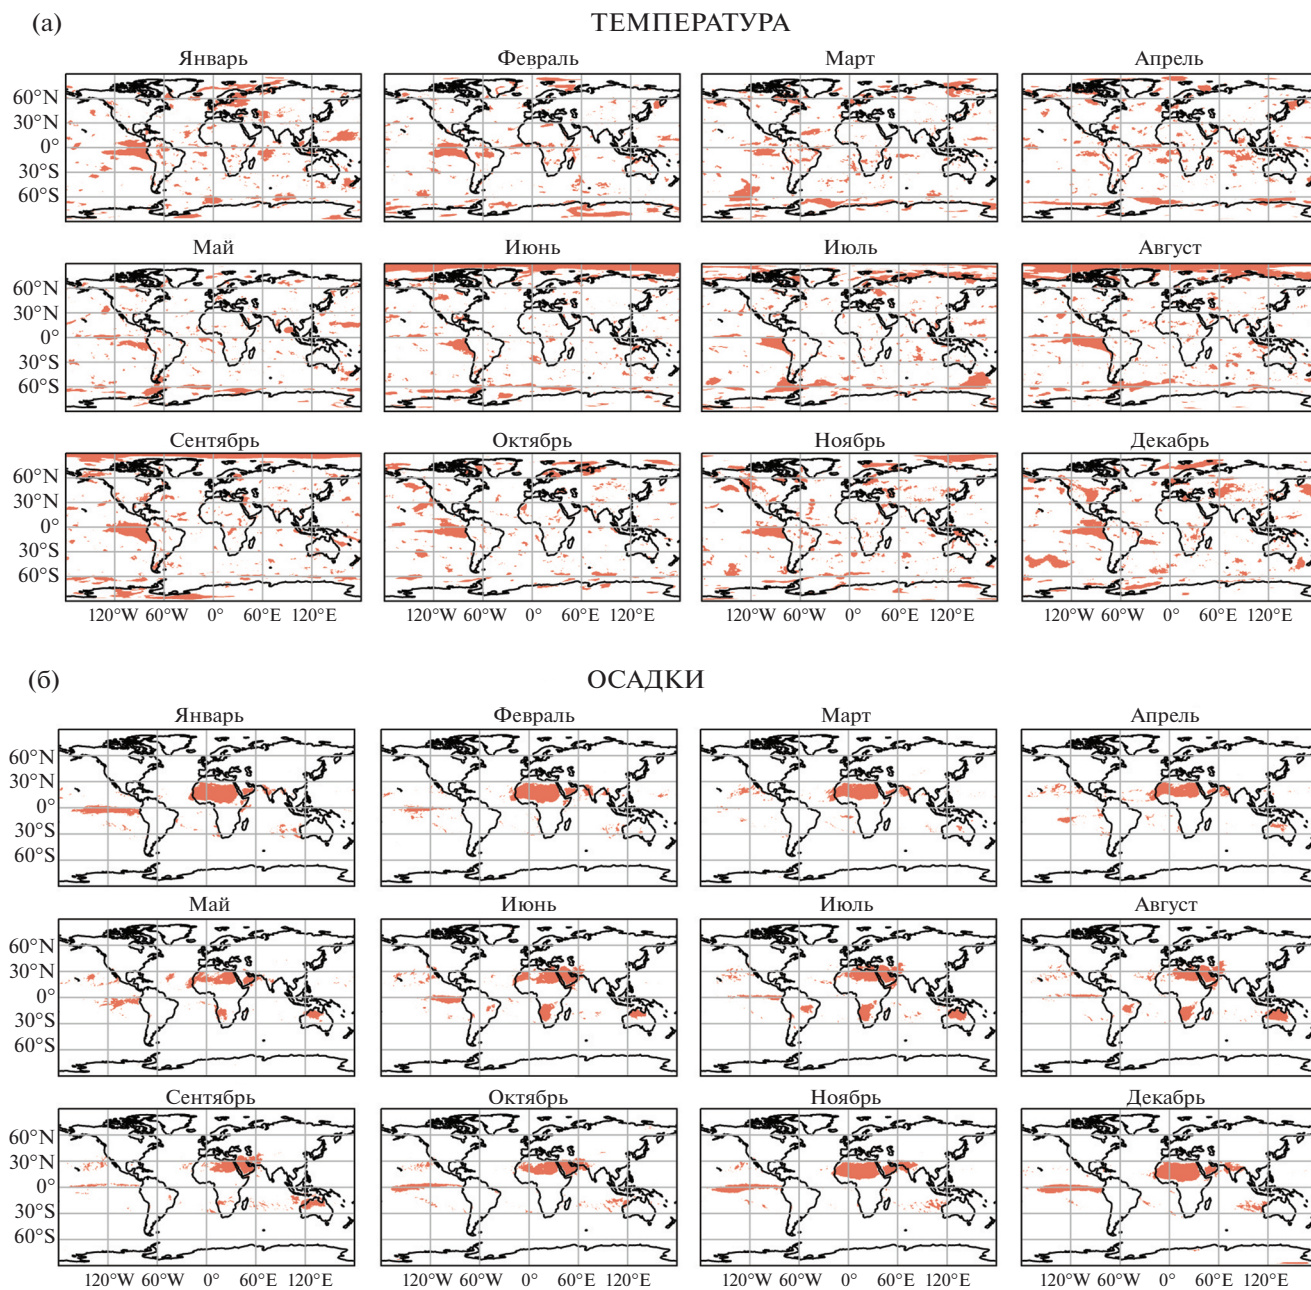 (а)
ТЕМПЕРАТУРА
Январь Февраль Март Апрель
60°N
30°N
0°
30°S
60°S
Май Июнь Июль Август
60°N
30°N
0°
30°S
60°S
Сентябрь Октябрь Ноябрь Декабрь
60°N
30°N
0°
30°S
60°S
120°W 60°W 0° 60°E 120°E 120°W 60°W 0° 60°E 120°E 120°W 60°W 0° 60°E 120°E 120°W 60°W 0° 60°E 120°E
(б)
ОСАДКИ
Январь Февраль Март Апрель
60°N
30°N
0°
30°S
60°S
Май Июнь Июль Август
60°N
30°N
0°
30°S
60°S
Сентябрь Октябрь Ноябрь Декабрь
60°N
30°N
0°
30°S
60°S
120°W 60°W 0° 60°E 120°E 120°W 60°W 0° 60°E 120°E 120°W 60°W 0° 60°E 120°E 120°W 60°W 0° 60°E 120°E